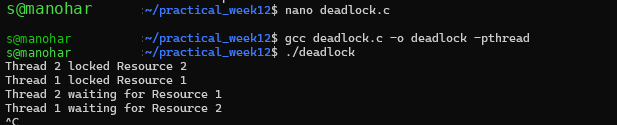 s@manohar :~/practical_week12$ nano deadlock.c
s@manohar :~/practical_week12$ gcc deadlock.c -o deadlock -pthread
s@manohar :~/practical_week12$ ./deadlock
Thread 2 locked Resource 2
Thread 1 locked Resource 1
Thread 2 waiting for Resource 1
Thread 1 waiting for Resource 2
^C